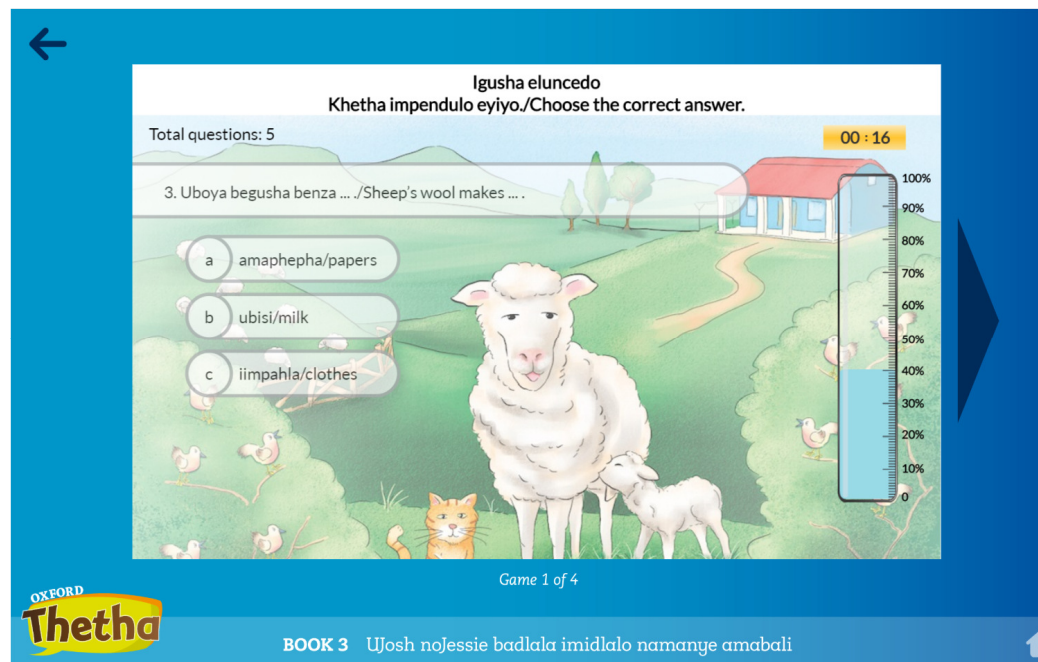 Igusha eluncedo
Khetha impendulo eyiyo./Choose the correct answer.
Total questions: 5
00 : 16
3. Uboya begusha benza ... ./Sheep's wool makes ... .
a amaphepha/papers
b ubisi/milk
c iimpahla/clothes
100%
90%
80%
70%
60%
50%
40%
30%
20%
10%
0
Game 1 of 4
OXFORD
Thetha
BOOK 3 UJosh noJessie badlala imidlalo namanye amabali